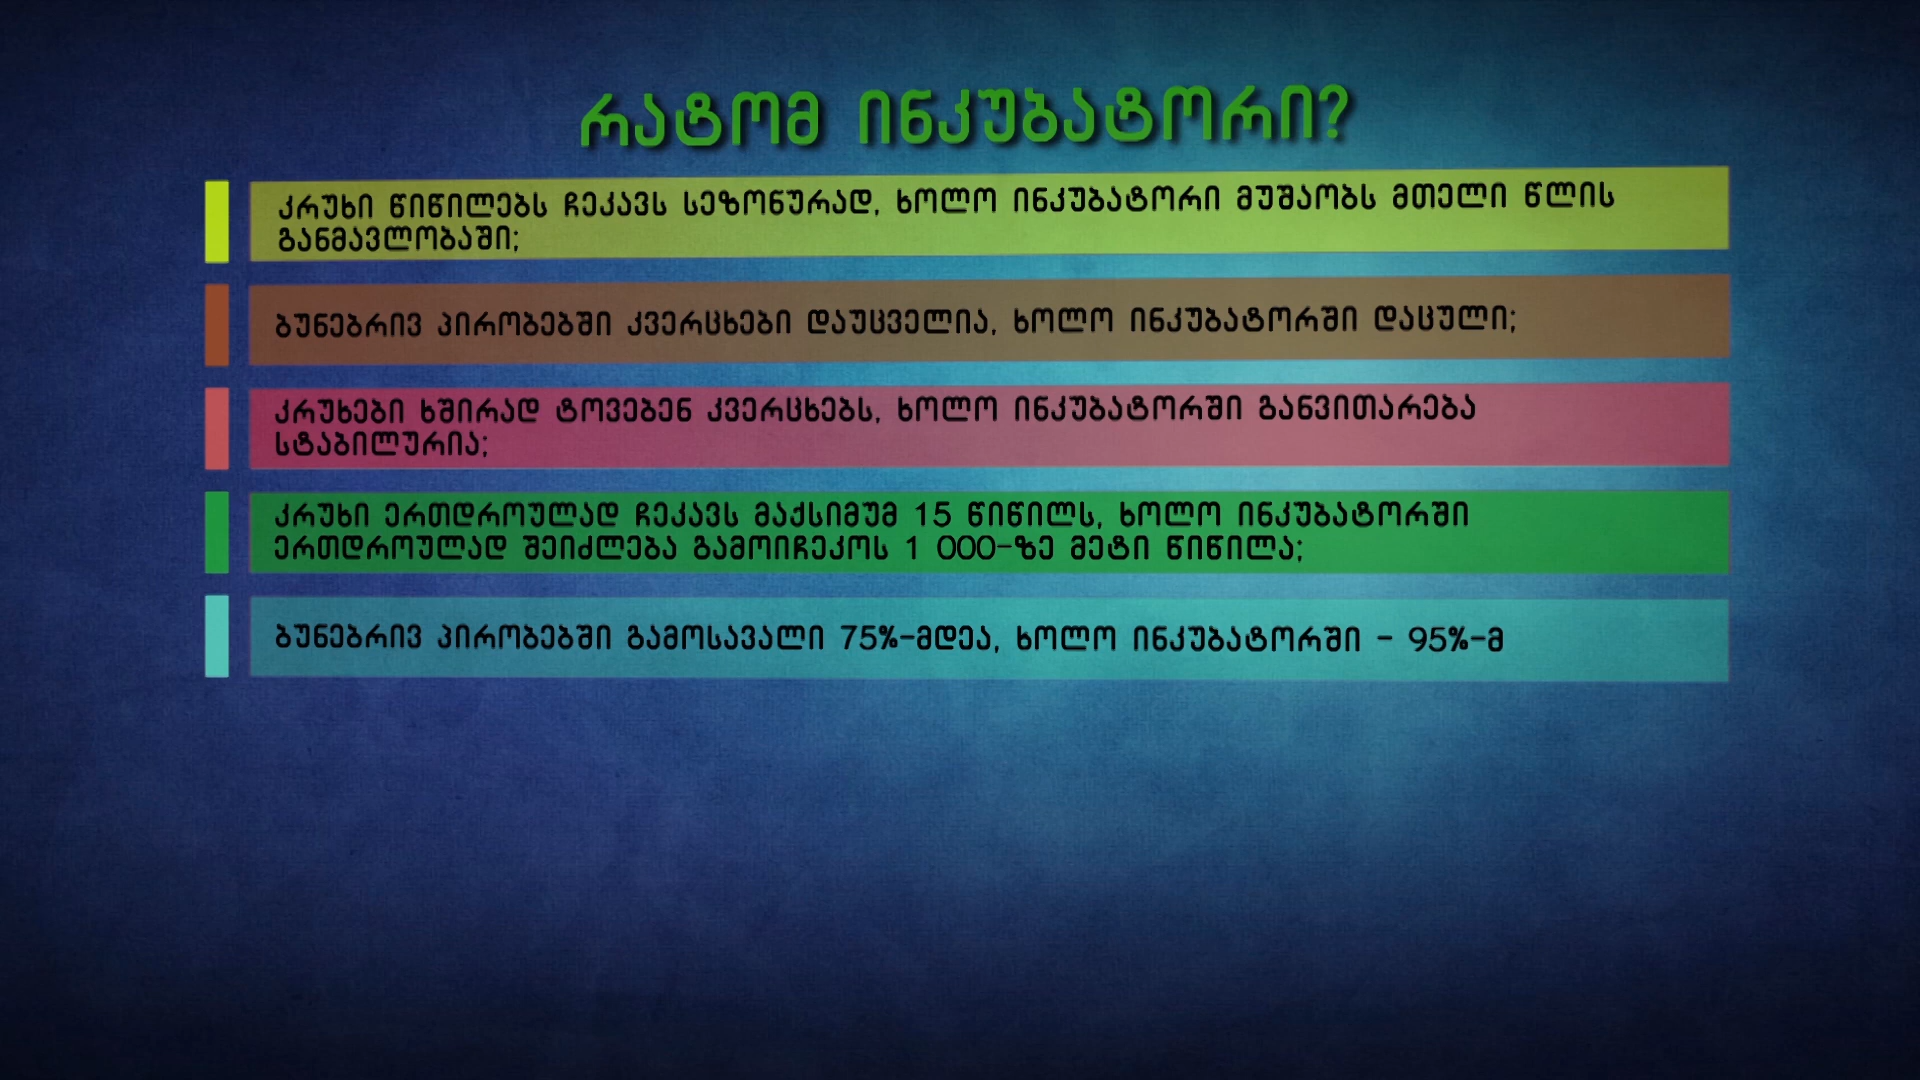 რატომ ინკუბატორი?
კრუხი წიწილებს ჩეკავს სეზონურად, ხოლო ინკუბატორი მუშაობს მთელი წლის
განმავლობაში;
ბუნებრივ პირობებში კვერცხები დაუცველია, ხოლო ინკუბატორში დაცული;
კრუხები ხშირად ტოვებენ კვერცხებს, ხოლო ინკუბატორში განვითარება
სტაბილურია;
კრუხი ერთდროულად ჩეკავს მაქსიმუმ 15 წიწილს, ხოლო ინკუბატორში
ერთდროულად შეიძლება გამოიჩეკოს 1 000-ზე მეტი წიწილა;
ბუნებრივ პირობებში გამოსავალი 75%-მდეა, ხოლო ინკუბატორში - 95%-მ